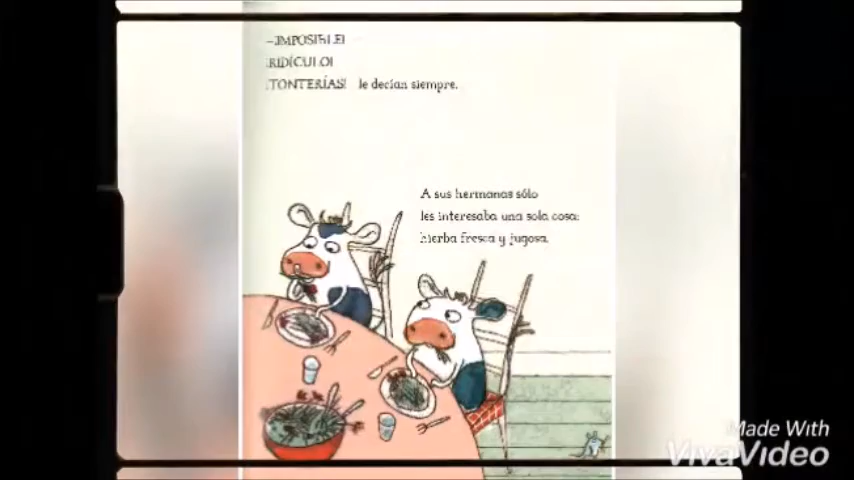 —¡IMPOSIBLE!
¡RIDÍCULO!
¡TONTERÍAS! le decían siempre.
A sus hermanas sólo
les interesaba una sola cosa:
hierba fresca y jugosa.
Made With
VivaVideo